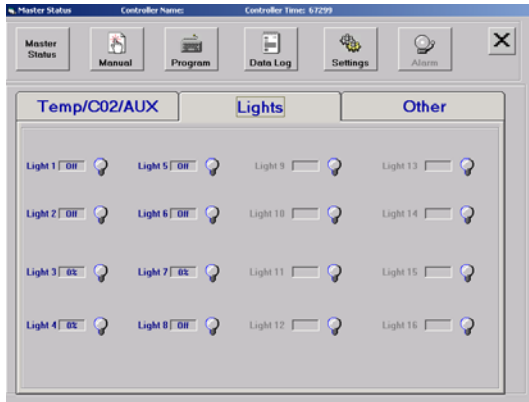 Master Status Controller Name: Controller Time: 67299
Master Status
Manual
Program
Data Log
Settings
Alarm
Temp/C02/AUX
Lights
Other
Light 1 Off Light 5 Off Light 9 Light 13
Light 2 Off Light 6 Off Light 10 Light 14
Light 3 0% Light 7 0% Light 11 Light 15
Light 4 0% Light 8 Off Light 12 Light 16